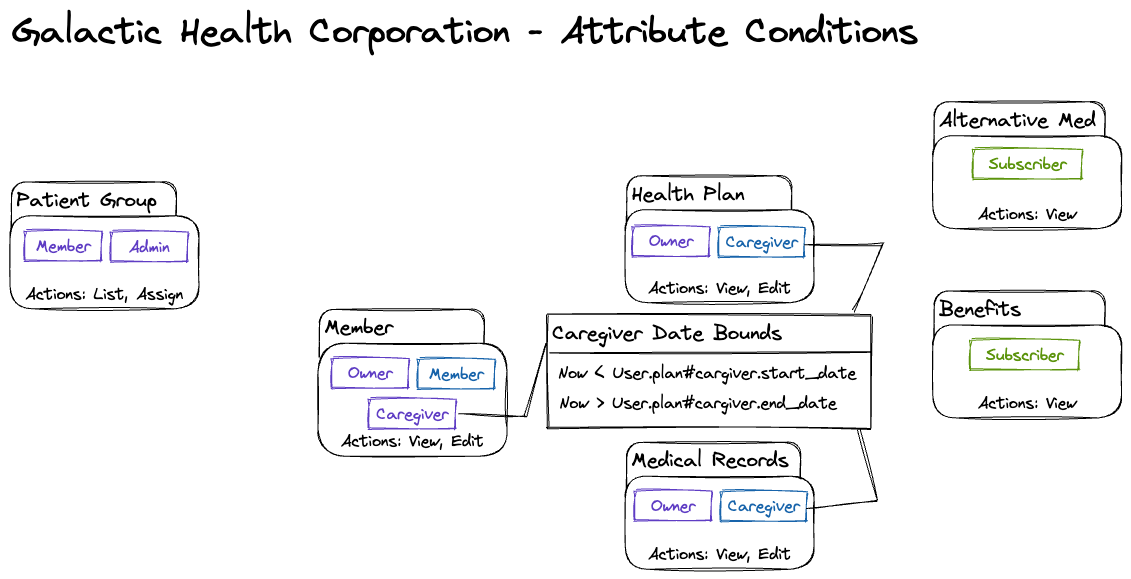 Galactic Health Corporation - Attribute Conditions
Patient Group
Member
Admin
Actions: List, Assign
Member
Owner
Member
Caregiver
Actions: View, Edit
Health Plan
Owner
Caregiver
Actions: View, Edit
Caregiver Date Bounds
Now < User.plan#cargiver.start_date
Now > User.plan#cargiver.end_date
Medical Records
Owner
Caregiver
Actions: View, Edit
Alternative Med
Subscriber
Actions: View
Benefits
Subscriber
Actions: View